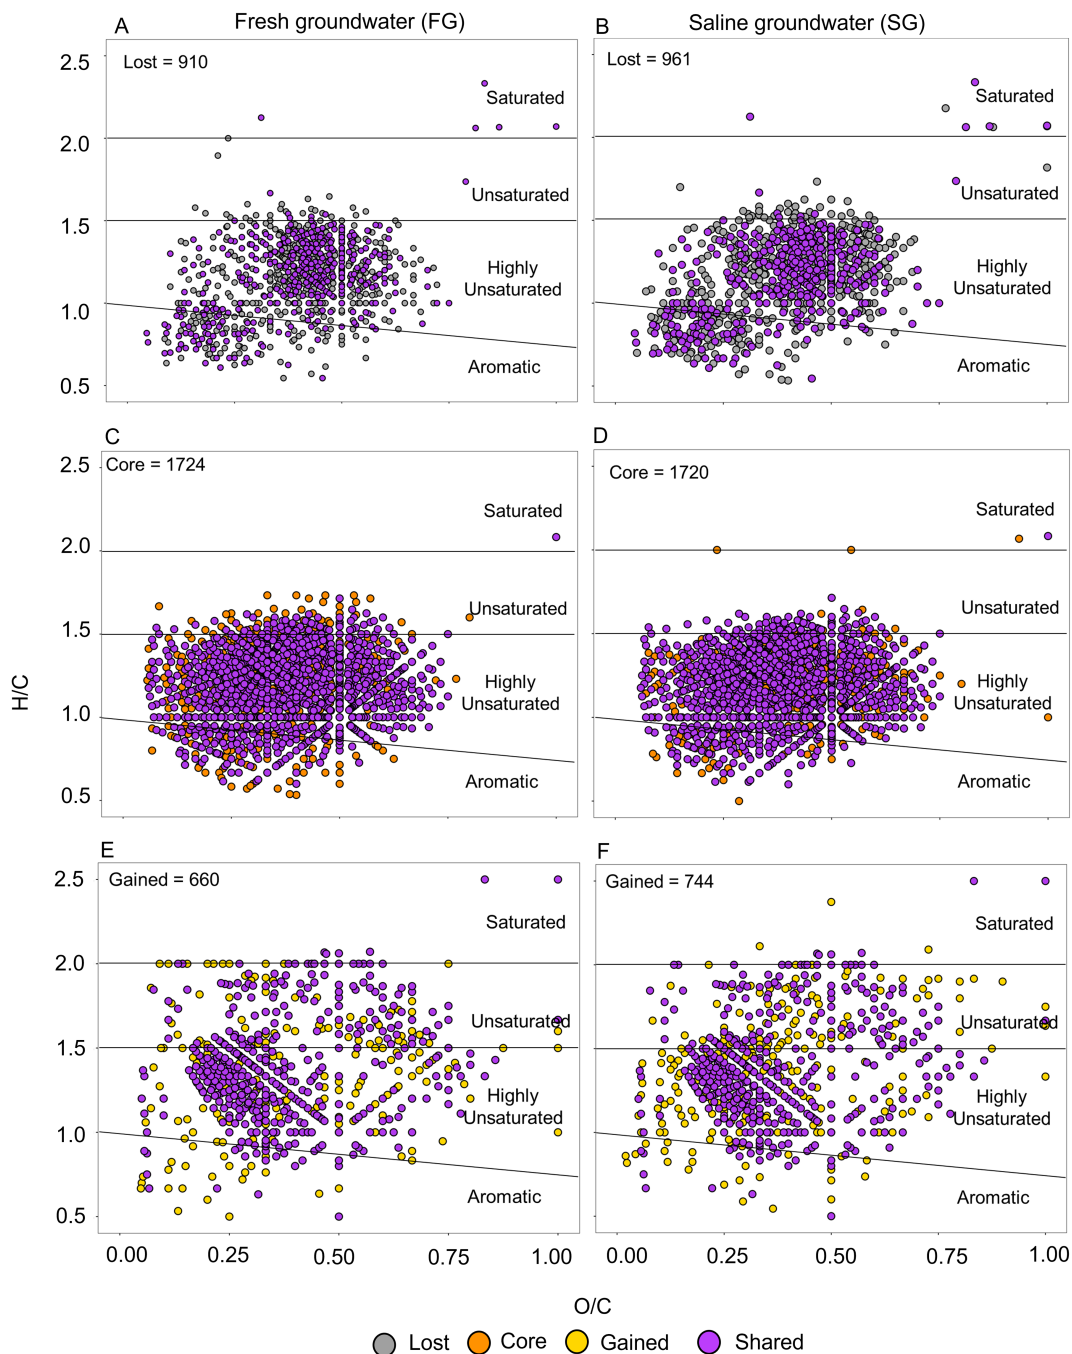 Fresh groundwater (FG)
Saline groundwater (SG)
A
Lost = 910
2.5
2.0
1.5
1.0
0.5
Saturated
Unsaturated
Highly
Unsaturated
Aromatic
B
Lost = 961
Saturated
Unsaturated
Highly
Unsaturated
Aromatic
C
Core = 1724
2.5
2.0
1.5
1.0
0.5
Saturated
Unsaturated
Highly
Unsaturated
Aromatic
D
Core = 1720
Saturated
Unsaturated
Highly
Unsaturated
Aromatic
H/C
E
Gained = 660
2.5
2.0
1.5
1.0
0.5
Saturated
Unsaturated
Highly
Unsaturated
Aromatic
0.00 0.25 0.50 0.75 1.00
F
Gained = 744
Saturated
Unsaturated
Highly
Unsaturated
Aromatic
0.00 0.25 0.50 0.75 1.00
O/C
Lost Core Gained Shared